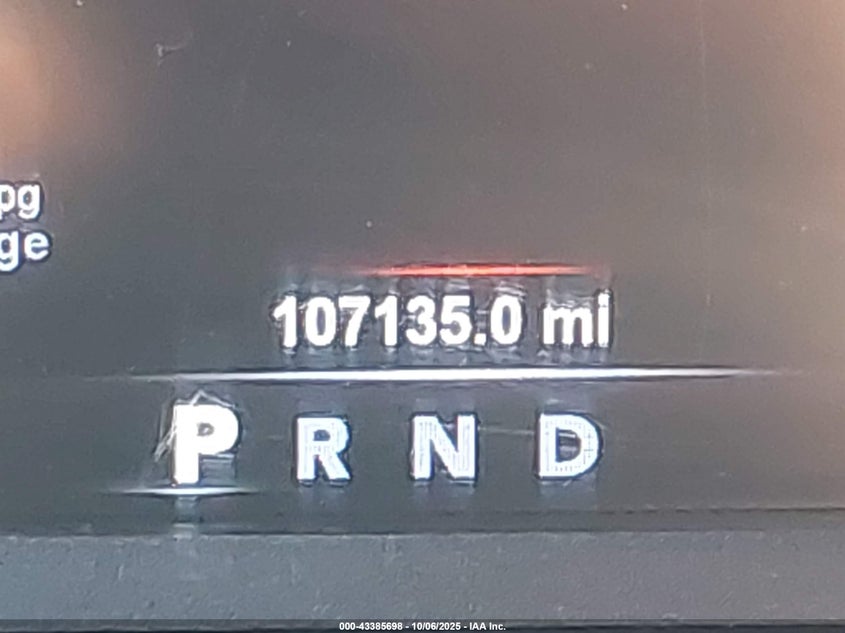 pg
ge
107135.0 mi
P R N D
000-43385698 - 10/06/2025 - IAA Inc.